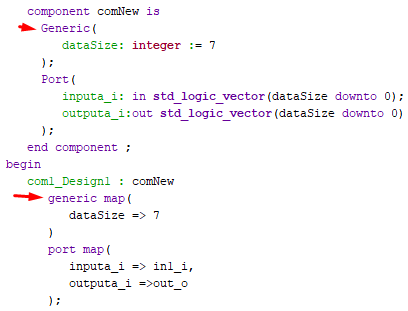 component comNew is
Generic(
dataSize: integer := 7
);
Port(
inputa_i: in std_logic_vector(dataSize downto 0);
outputa_i:out std_logic_vector(dataSize downto 0)
);
end component ;
begin
com1_Design1 : comNew
generic map(
dataSize => 7
)
port map(
inputa_i => in1_i,
outputa_i =>out_o
);